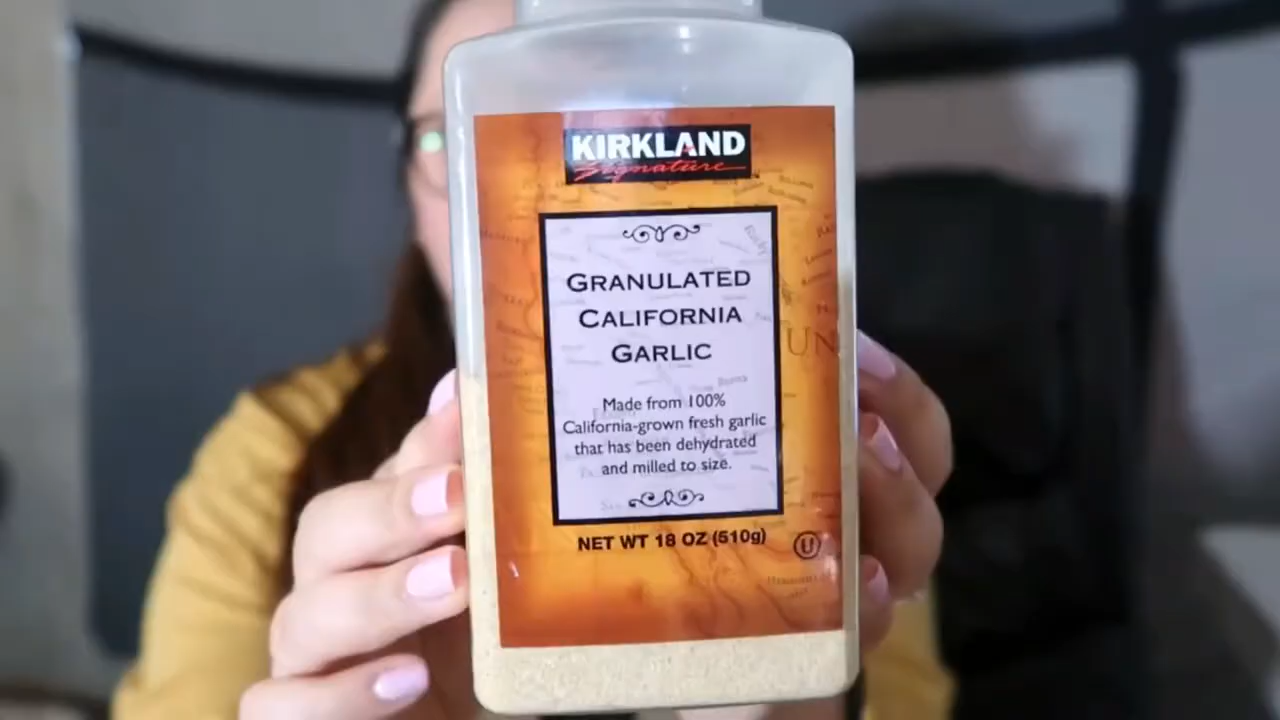 KIRKLAND
Signature
GRANULATED
CALIFORNIA
GARLIC
Made from 100%
California-grown fresh garlic
that has been dehydrated
and milled to size.
NET WT 18 OZ (510g)
U